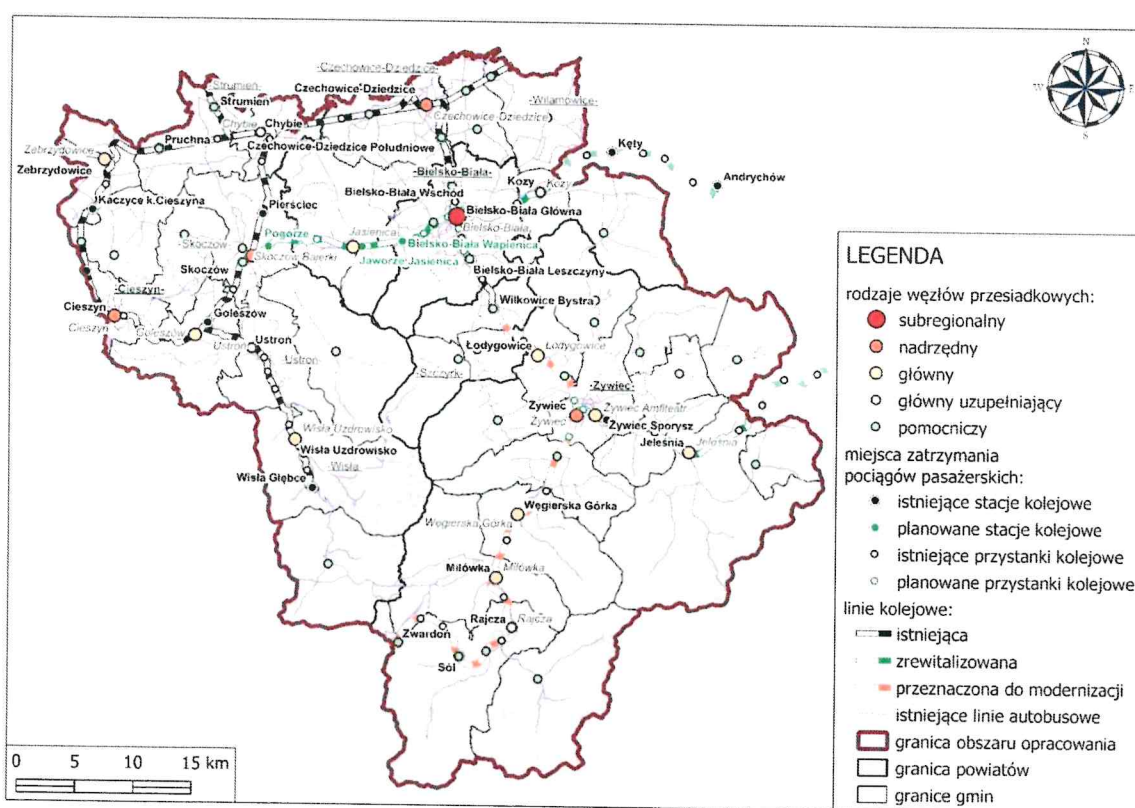 N
W
E
S
-Czechowice-Dziedzice-
Czechowice-Dziedzice
-Strumień-
Strumień
-Wilamowice-
Czechowice-Dziedzice
Chybie
Chybie
Pruchna
Czechowice-Dziedzice Południowe
Kęty
Zebrzydowice
Zebrzydowice
-Bielsko-Biała-
Andrychów
Kozy
Kozy
Bielsko-Biała Wschód
Kaczyce k.Cieszyna
Pierściec
Bielsko-Biała Główna
Bielsko-Biała
Pogórze
Jasienica
-Skoczów-
Bielsko-Biała Wapienica
Skoczów Bajerki
Jaworze Jasienica
Skoczów
Bielsko-Biała Leszczyny
-Cieszyn-
Cieszyn
Wilkowice Bystra
Goleszów
Cieszyn
Goleszów
Ustroń
Ustroń
-Ustroń-
Łodygowice
Łodygowice
-Szczyrk-
-Żywiec-
Żywiec
Żywiec Amfiteatr
Żywiec
Żywiec Sporysz
Wisła Uzdrowisko
Jeleśnia
Jeleśnia
Wisła Uzdrowisko
-Wisła-
Wisła Głębce
Węgierska Górka
Węgierska Górka
Milówka
Milówka
Rajcza
Rajcza
Zwardoń
Sól
0 5 10 15 km
LEGENDA
rodzaje węzłów przesiadkowych:
subregionalny
nadrzędny
główny
główny uzupełniający
pomocniczy
miejsca zatrzymania
pociągów pasażerskich:
istniejące stacje kolejowe
planowane stacje kolejowe
istniejące przystanki kolejowe
planowane przystanki kolejowe
linie kolejowe:
istniejąca
zrewitalizowana
przeznaczona do modernizacji
istniejące linie autobusowe
granica obszaru opracowania
granica powiatów
granice gmin